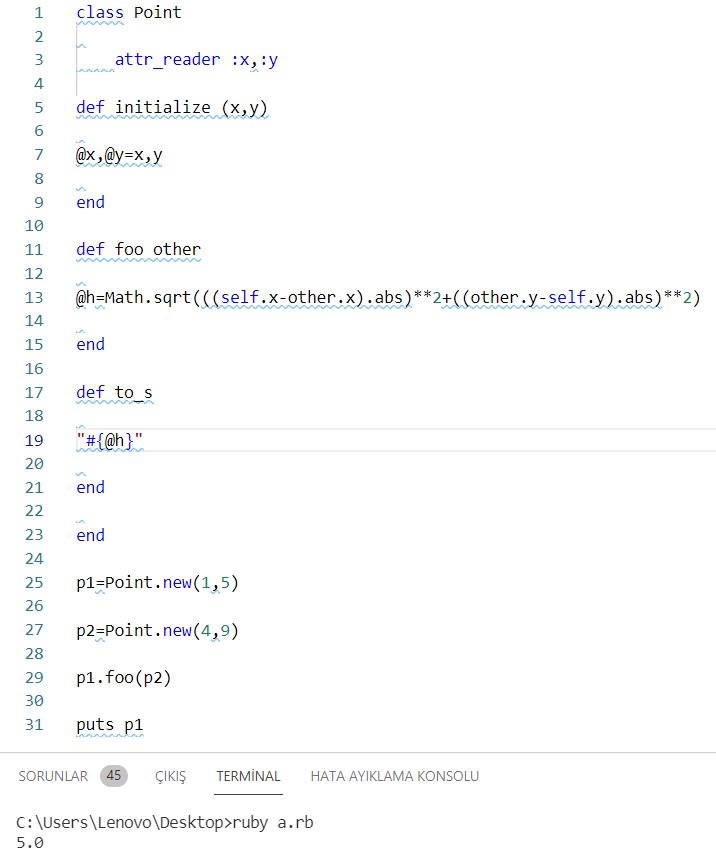 1 class Point
2
3 attr_reader :x,:y
4
5 def initialize (x,y)
6
7 @x,@y=x,y
8
9 end
10
11 def foo other
12
13 @h=Math.sqrt(((self.x-other.x).abs)**2+((other.y-self.y).abs)**2)
14
15 end
16
17 def to_s
18
19 "#{@h}"
20
21 end
22
23 end
24
25 p1=Point.new(1,5)
26
27 p2=Point.new(4,9)
28
29 p1.foo(p2)
30
31 puts p1
SORUNLAR 45 ÇIKIŞ TERMİNAL HATA AYIKLAMA KONSOLU
C:\Users\Lenovo\Desktop>ruby a.rb
5.0